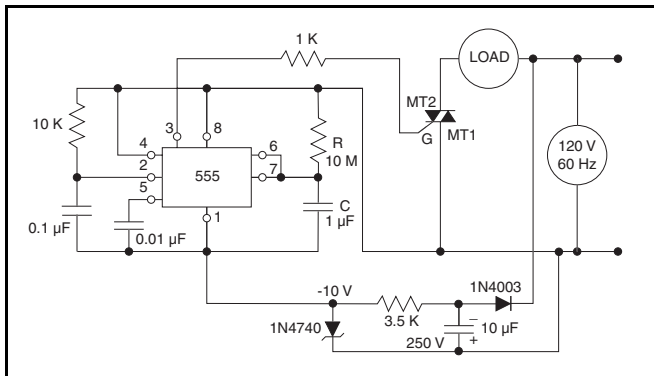 1 K
LOAD
MT2
MT1
G
10 K
3
8
R
10 M
4
6
2
555
7
5
1
C
1 µF
0.1 µF
0.01 µF
120 V
60 Hz
-10 V
1N4003
3.5 K
1N4740
–
10 µF
250 V
+